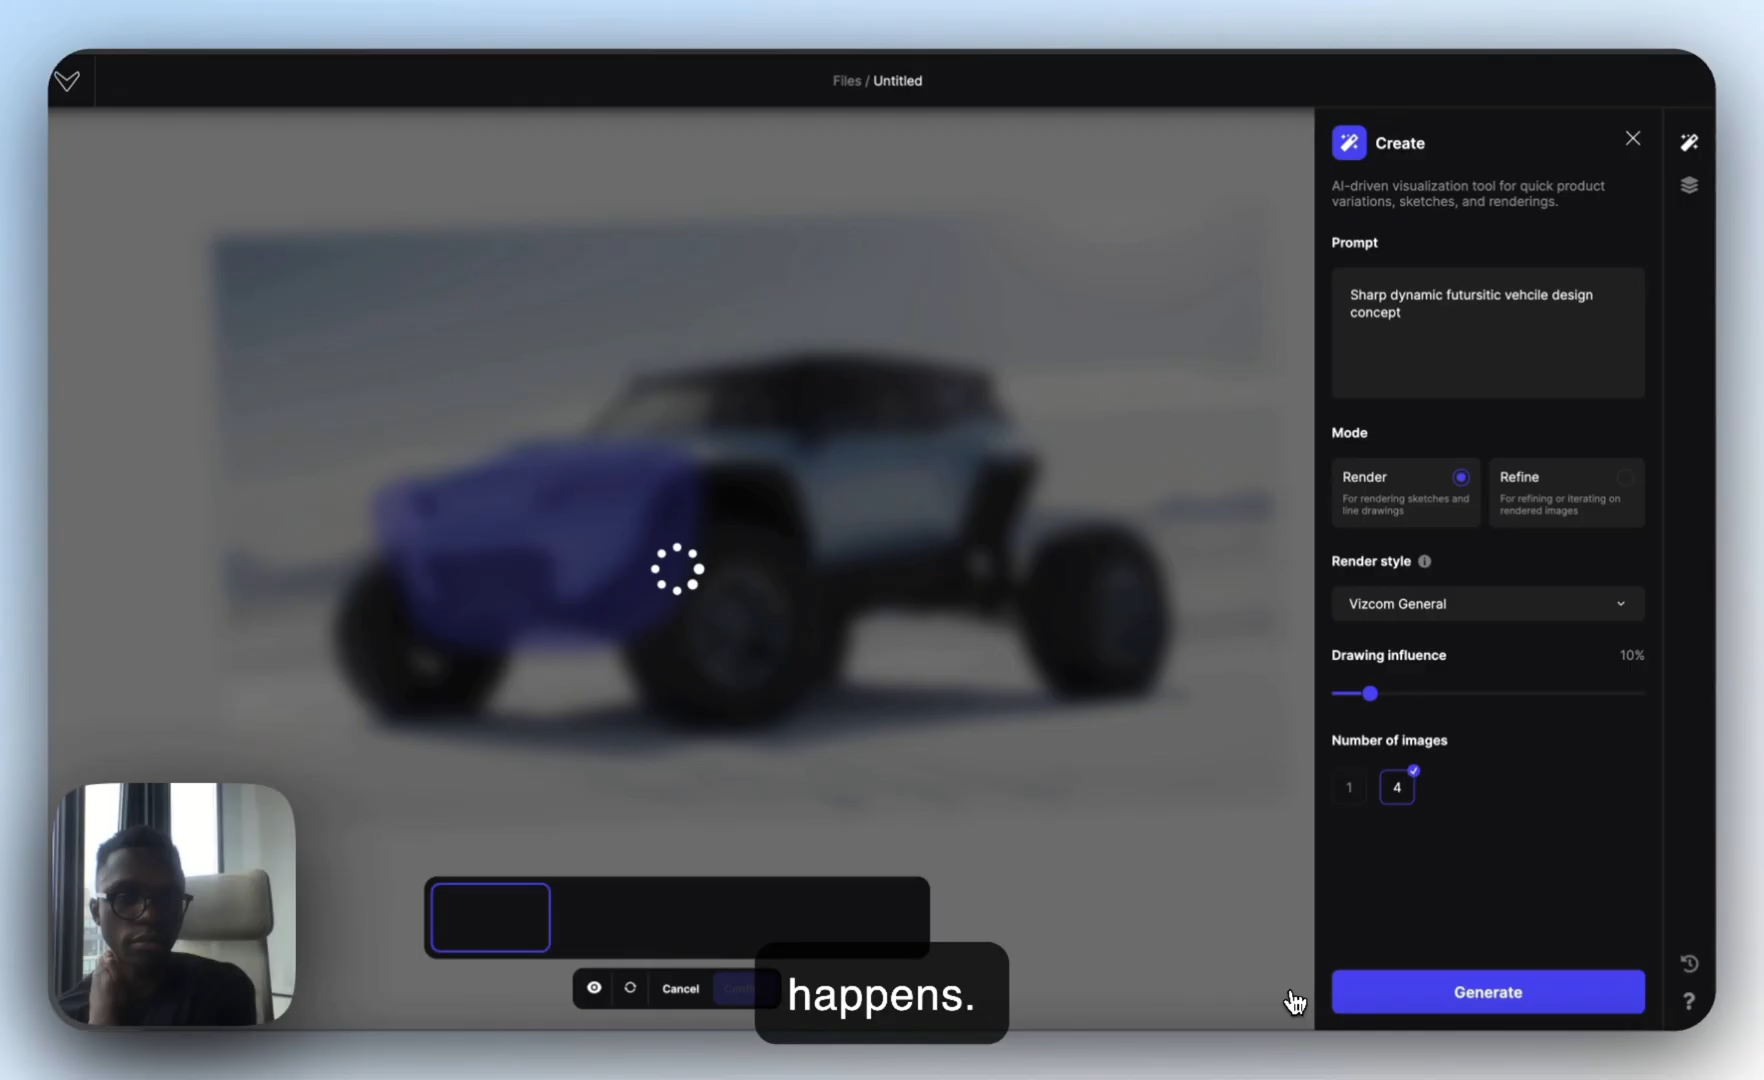 Files / Untitled
Create
AI-driven visualization tool for quick product
variations, sketches, and renderings.
Prompt
Sharp dynamic futursitic vehcile design
concept
Mode
Render
For rendering sketches and
line drawings
Refine
For refining or iterating on
rendered images
Render style
Vizcom General
Drawing influence 10%
Number of images
1 4
Cancel
happens.
Generate
?